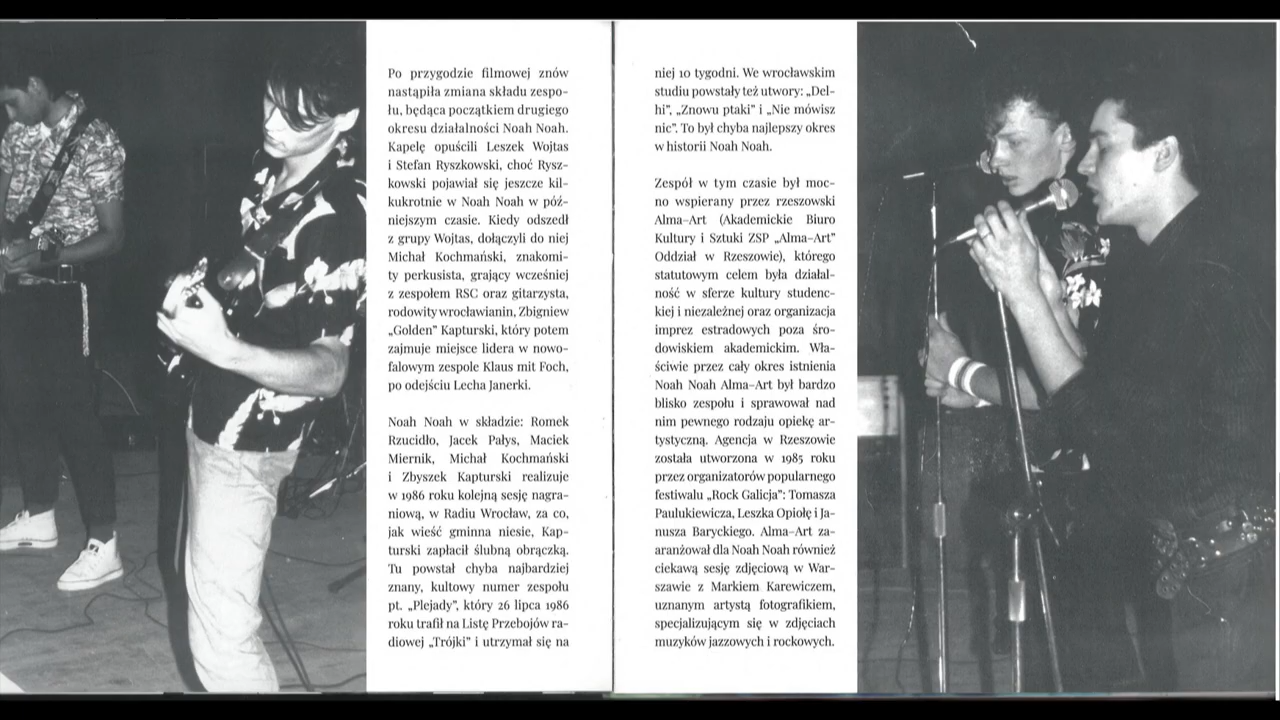 Po przygodzie filmowej znów
nastąpiła zmiana składu zespo-
łu, będąca początkiem drugiego
okresu działalności Noah Noah.
Kapelę opuścili Leszek Wojtas
i Stefan Ryszkowski, choć Rysz-
kowski pojawiał się jeszcze kil-
kukrotnie w Noah Noah w póź-
niejszym czasie. Kiedy odszedł
z grupy Wojtas, dołączyli do niej
Michał Kochmański, znakomi-
ty perkusista, grający wcześniej
z zespołem RSC oraz gitarzysta,
rodowity wrocławianin, Zbigniew
„Golden” Kapturski, który potem
zajmuje miejsce lidera w nowo-
falowym zespole Klaus mit Foch,
po odejściu Lecha Janerki.
Noah Noah w składzie: Romek
Rzucidło, Jacek Pałys, Maciek
Miernik, Michał Kochmański
i Zbyszek Kapturski realizuje
w 1986 roku kolejną sesję nagra-
niową, w Radiu Wrocław, za co,
jak wieść gminna niesie, Kap-
turski zapłacił ślubną obrączką.
Tu powstał chyba najbardziej
znany, kultowy numer zespołu
pt. „Plejady”, który 26 lipca 1986
roku trafił na Listę Przebojów ra-
diowej „Trójki” i utrzymał się na
niej 10 tygodni. We wrocławskim
studiu powstały też utwory: „Del-
hi”, „Znowu ptaki” i „Nie mówisz
nic”. To był chyba najlepszy okres
w historii Noah Noah.
Zespół w tym czasie był moc-
no wspierany przez rzeszowski
Alma–Art (Akademickie Biuro
Kultury i Sztuki ZSP „Alma–Art”
Oddział w Rzeszowie), którego
statutowym celem była działal-
ność w sferze kultury studenc-
kiej i niezależnej oraz organizacja
imprez estradowych poza śro-
dowiskiem akademickim. Wła-
ściwie przez cały okres istnienia
Noah Noah Alma–Art był bardzo
blisko zespołu i sprawował nad
nim pewnego rodzaju opiekę ar-
tystyczną. Agencja w Rzeszowie
została utworzona w 1985 roku
przez organizatorów popularnego
festiwalu „Rock Galicja”: Tomasza
Paulukiewicza, Leszka Opiołę i Ja-
nusza Baryckiego. Alma–Art za-
aranżował dla Noah Noah również
ciekawą sesję zdjęciową w War-
szawie z Markiem Karewiczem,
uznanym artystą fotografikiem,
specjalizującym się w zdjęciach
muzyków jazzowych i rockowych.